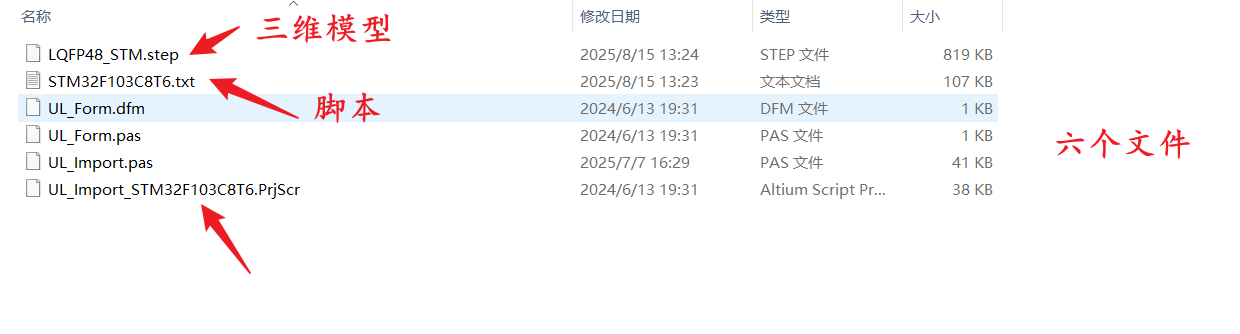 名称 修改日期 类型 大小
三维模型
LQFP48_STM.step 2025/8/15 13:24 STEP 文件 819 KB
STM32F103C8T6.txt 2025/8/15 13:23 文本文档 107 KB
脚本
UL_Form.dfm 2024/6/13 19:31 DFM 文件 1 KB
UL_Form.pas 2024/6/13 19:31 PAS 文件 1 KB
六个文件
UL_Import.pas 2025/7/7 16:29 PAS 文件 41 KB
UL_Import_STM32F103C8T6.PrjScr 2024/6/13 19:31 Altium Script Pr... 38 KB